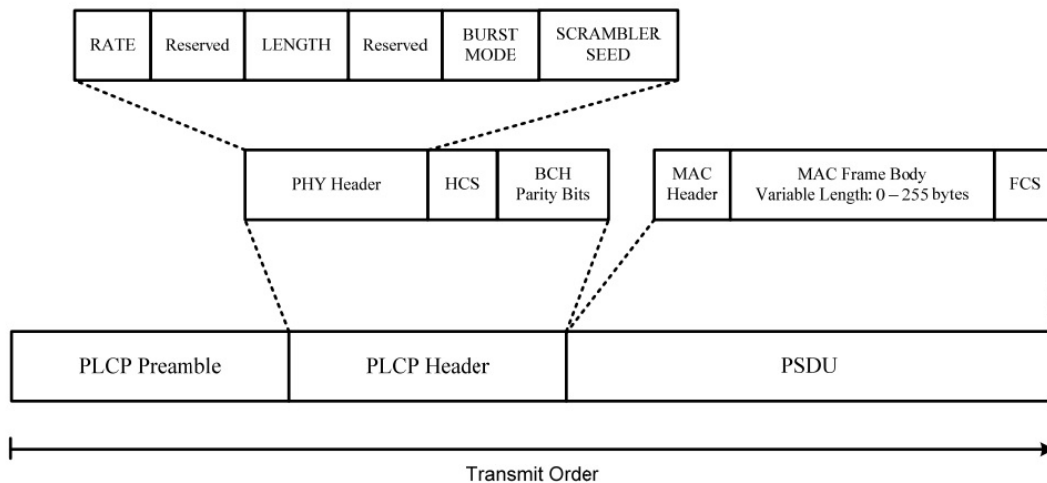 RATE
Reserved
LENGTH
Reserved
BURST
MODE
SCRAMBLER
SEED
PHY Header
HCS
BCH
Parity Bits
MAC
Header
MAC Frame Body
Variable Length: 0 – 255 bytes
FCS
PLCP Preamble
PLCP Header
PSDU
Transmit Order